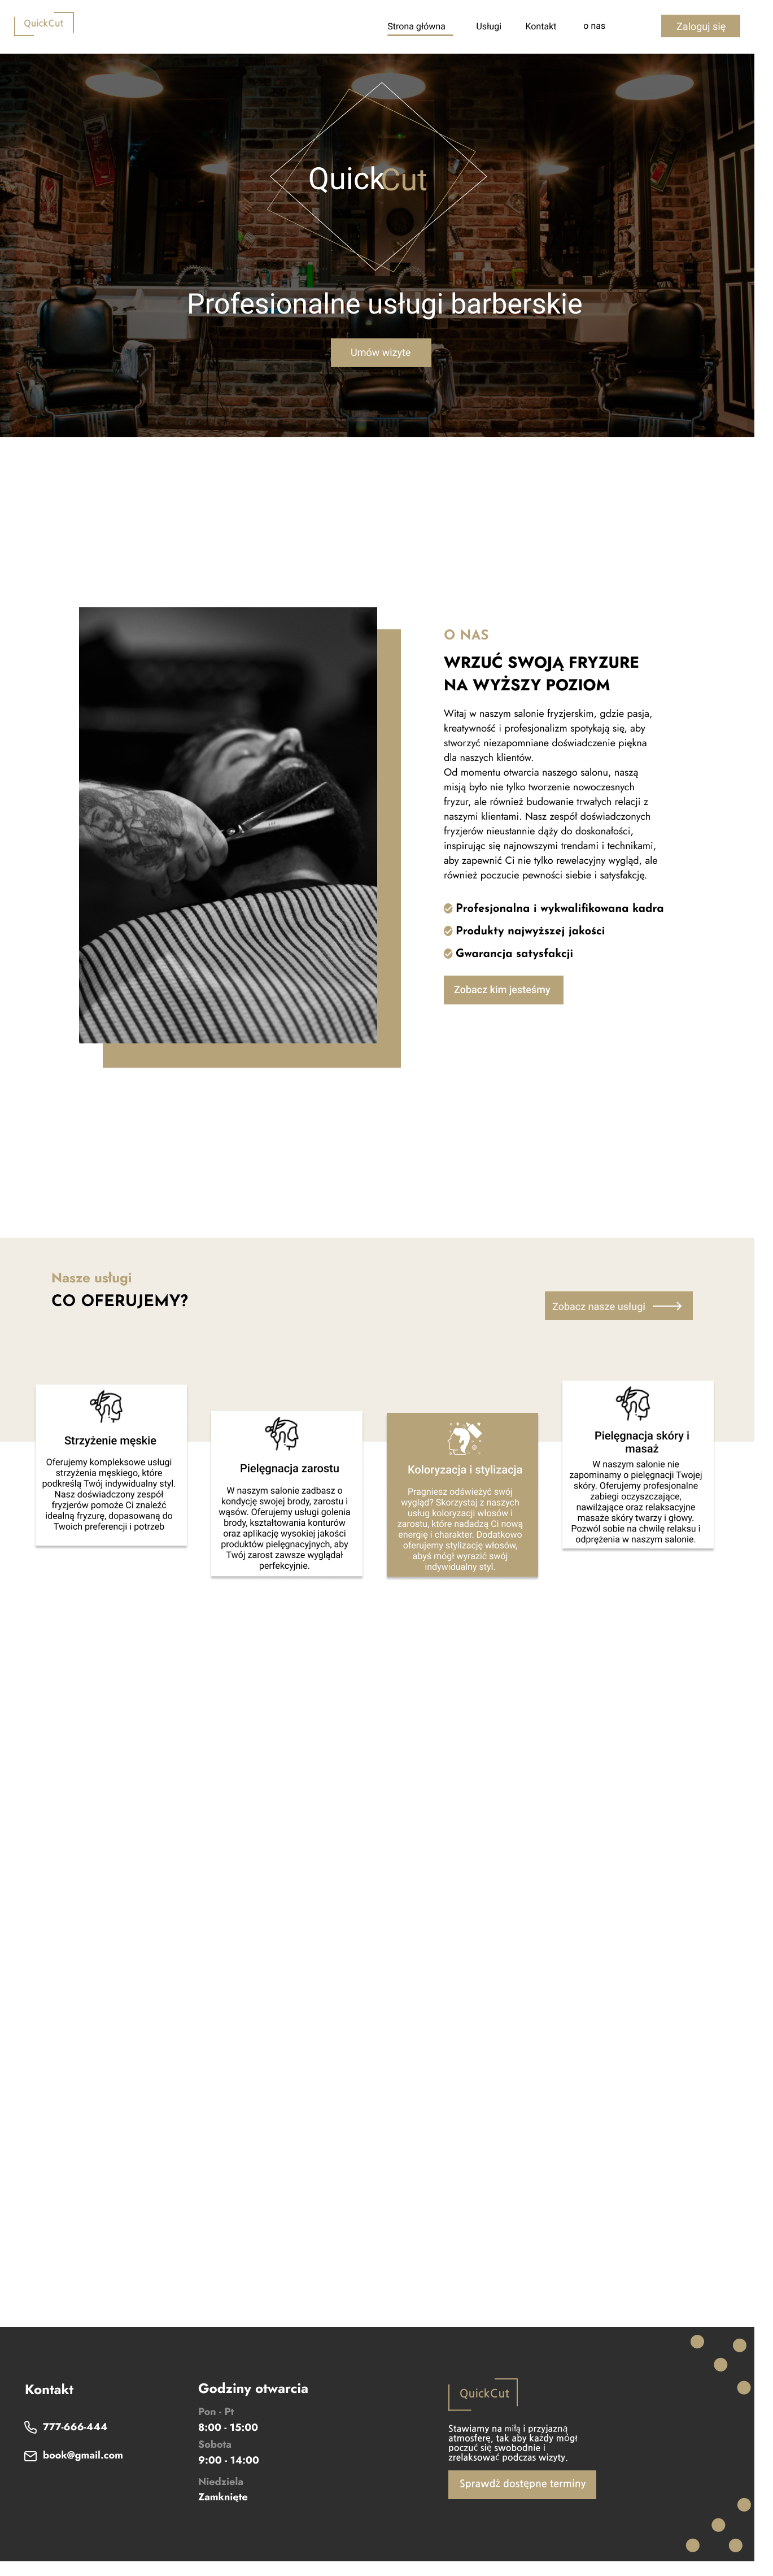 QuickCut
Strona główna
Usługi
Kontakt
o nas
Zaloguj się
QuickCut
Profesionalne usługi barberskie
Umów wizyte
O NAS
WRZUĆ SWOJĄ FRYZURE
NA WYŻSZY POZIOM
Witaj w naszym salonie fryzjerskim, gdzie pasja,
kreatywność i profesjonalizm spotykają się, aby
stworzyć niezapomniane doświadczenie piękna
dla naszych klientów.
Od momentu otwarcia naszego salonu, naszą
misją było nie tylko tworzenie nowoczesnych
fryzur, ale również budowanie trwałych relacji z
naszymi klientami. Nasz zespół doświadczonych
fryzjerów nieustannie dąży do doskonałości,
inspirując się najnowszymi trendami i technikami,
aby zapewnić Ci nie tylko rewelacyjny wygląd, ale
również poczucie pewności siebie i satysfakcję.
Profesjonalna i wykwalifikowana kadra
Produkty najwyższej jakości
Gwarancja satysfakcji
Zobacz kim jesteśmy
Nasze usługi
CO OFERUJEMY?
Zobacz nasze usługi
Strzyżenie męskie
Oferujemy kompleksowe usługi
strzyżenia męskiego, które
podkreślą Twój indywidualny styl.
Nasz doświadczony zespół
fryzjerów pomoże Ci znaleźć
idealną fryzurę, dopasowaną do
Twoich preferencji i potrzeb
Pielęgnacja zarostu
W naszym salonie zadbasz o
kondycję swojej brody, zarostu i
wąsów. Oferujemy usługi golenia
brody, kształtowania konturów
oraz aplikację wysokiej jakości
produktów pielęgnacyjnych, aby
Twój zarost zawsze wyglądał
perfekcyjnie.
Koloryzacja i stylizacja
Pragniesz odświeżyć swój
wygląd? Skorzystaj z naszych
usług koloryzacji włosów i
zarostu, które nadadzą Ci nową
energię i charakter. Dodatkowo
oferujemy stylizację włosów,
abyś mógł wyrazić swój
indywidualny styl.
Pielęgnacja skóry i
masaż
W naszym salonie nie
zapominamy o pielęgnacji Twojej
skóry. Oferujemy profesjonalne
zabiegi oczyszczające,
nawilżające oraz relaksacyjne
masaże skóry twarzy i głowy.
Pozwól sobie na chwilę relaksu i
odprężenia w naszym salonie.
Kontakt
777-666-444
book@gmail.com
Godziny otwarcia
Pon - Pt
8:00 - 15:00
Sobota
9:00 - 14:00
Niedziela
Zamknięte
QuickCut
Stawiamy na miłą i przyjazną
atmosferę, tak aby każdy mógł
poczuć się swobodnie i
zrelaksować podczas wizyty.
Sprawdź dostępne terminy